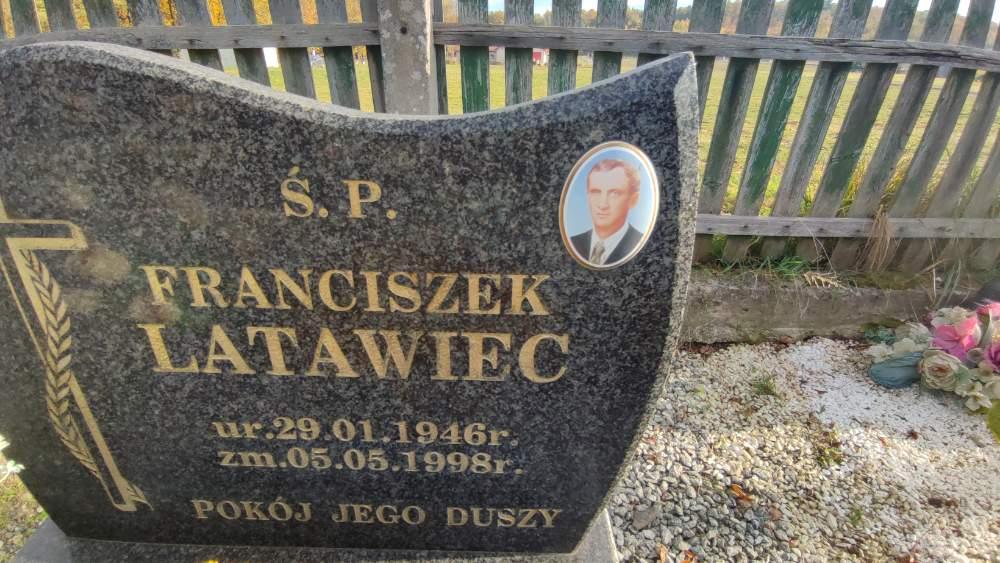 Ś. P.
FRANCISZEK
LATAWIEC
ur.29.01.1946r.
zm.05.05.1998r.
POKÓJ JEGO DUSZY